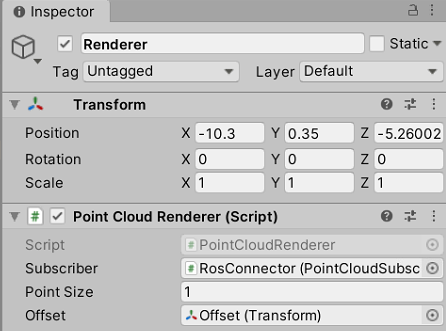 Inspector
Renderer
Static
Tag Untagged Layer Default
Transform
Position X -10.3 Y 0.35 Z -5.26002
Rotation X 0 Y 0 Z 0
Scale X 1 Y 1 Z 1
# Point Cloud Renderer (Script)
Script # PointCloudRenderer
Subscriber # RosConnector (PointCloudSubsc
Point Size 1
Offset Offset (Transform)